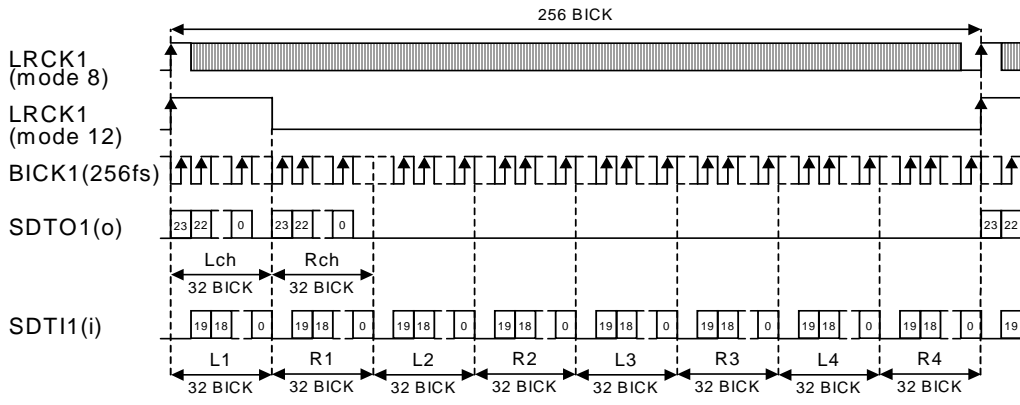 256 BICK
LRCK1
(mode 8)
LRCK1
(mode 12)
BICK1(256fs)
SDTO1(o)
23 22 0 23 22 0 23 22
Lch Rch
32 BICK 32 BICK
SDTI1(i)
19 18 0 19 18 0 19 18 0 19 18 0 19 18 0 19 18 0 19 18 0 19 18 0 19
L1 R1 L2 R2 L3 R3 L4 R4
32 BICK 32 BICK 32 BICK 32 BICK 32 BICK 32 BICK 32 BICK 32 BICK